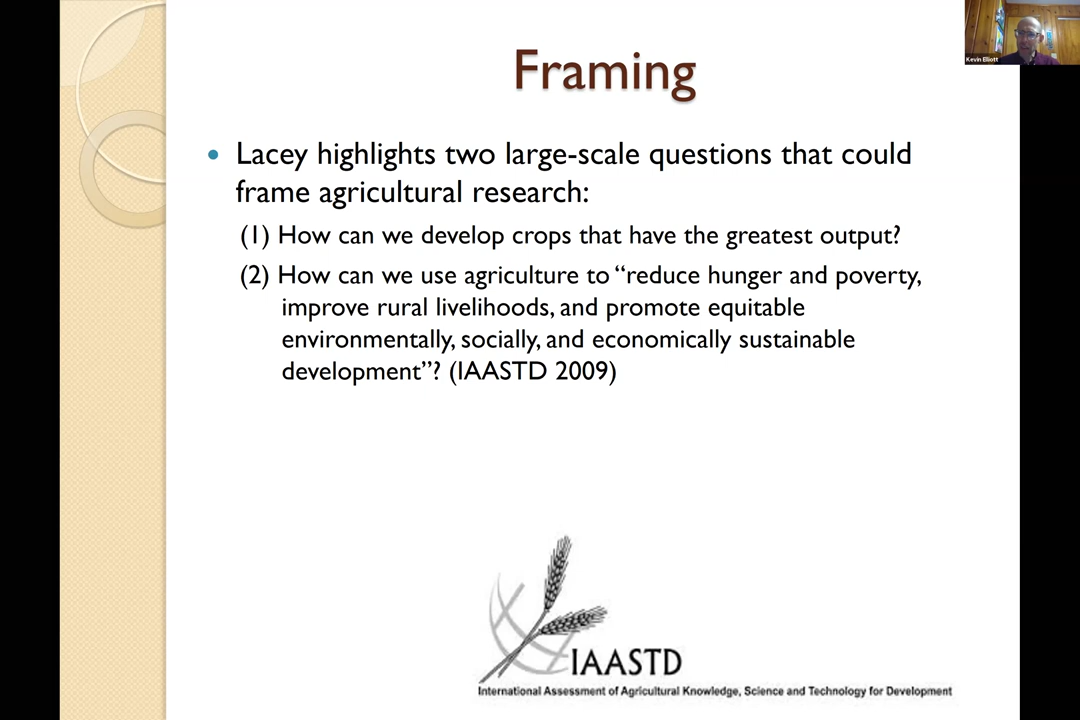 Framing
Kevin Elliott
Lacey highlights two large-scale questions that could
frame agricultural research:
(1) How can we develop crops that have the greatest output?
(2) How can we use agriculture to “reduce hunger and poverty,
improve rural livelihoods, and promote equitable
environmentally, socially, and economically sustainable
development”? (IAASTD 2009)
IAASTD
International Assessment of Agricultural Knowledge, Science and Technology for Development